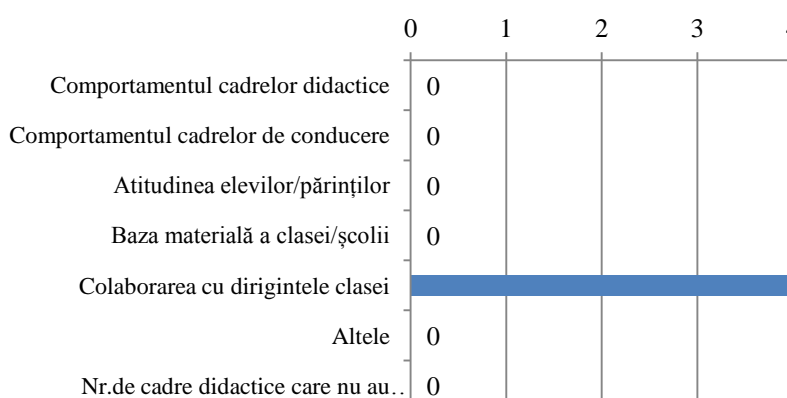 0 1 2 3
Comportamentul cadrelor didactice 0
Comportamentul cadrelor de conducere 0
Atitudinea elevilor/părinților 0
Baza materială a clasei/școlii 0
Colaborarea cu dirigintele clasei
Altele 0
Nr.de cadre didactice care nu au… 0